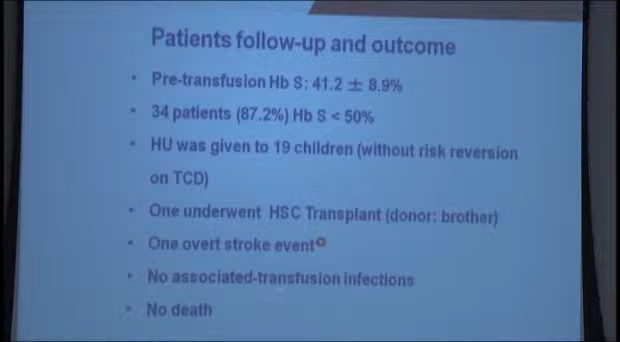 Patients follow-up and outcome
• Pre-transfusion Hb S: 41.2 ± 8.9%
• 34 patients (87.2%) Hb S < 50%
• HU was given to 19 children (without risk reversion
on TCD)
• One underwent HSC Transplant (donor: brother)
• One overt stroke event
• No associated-transfusion infections
• No death